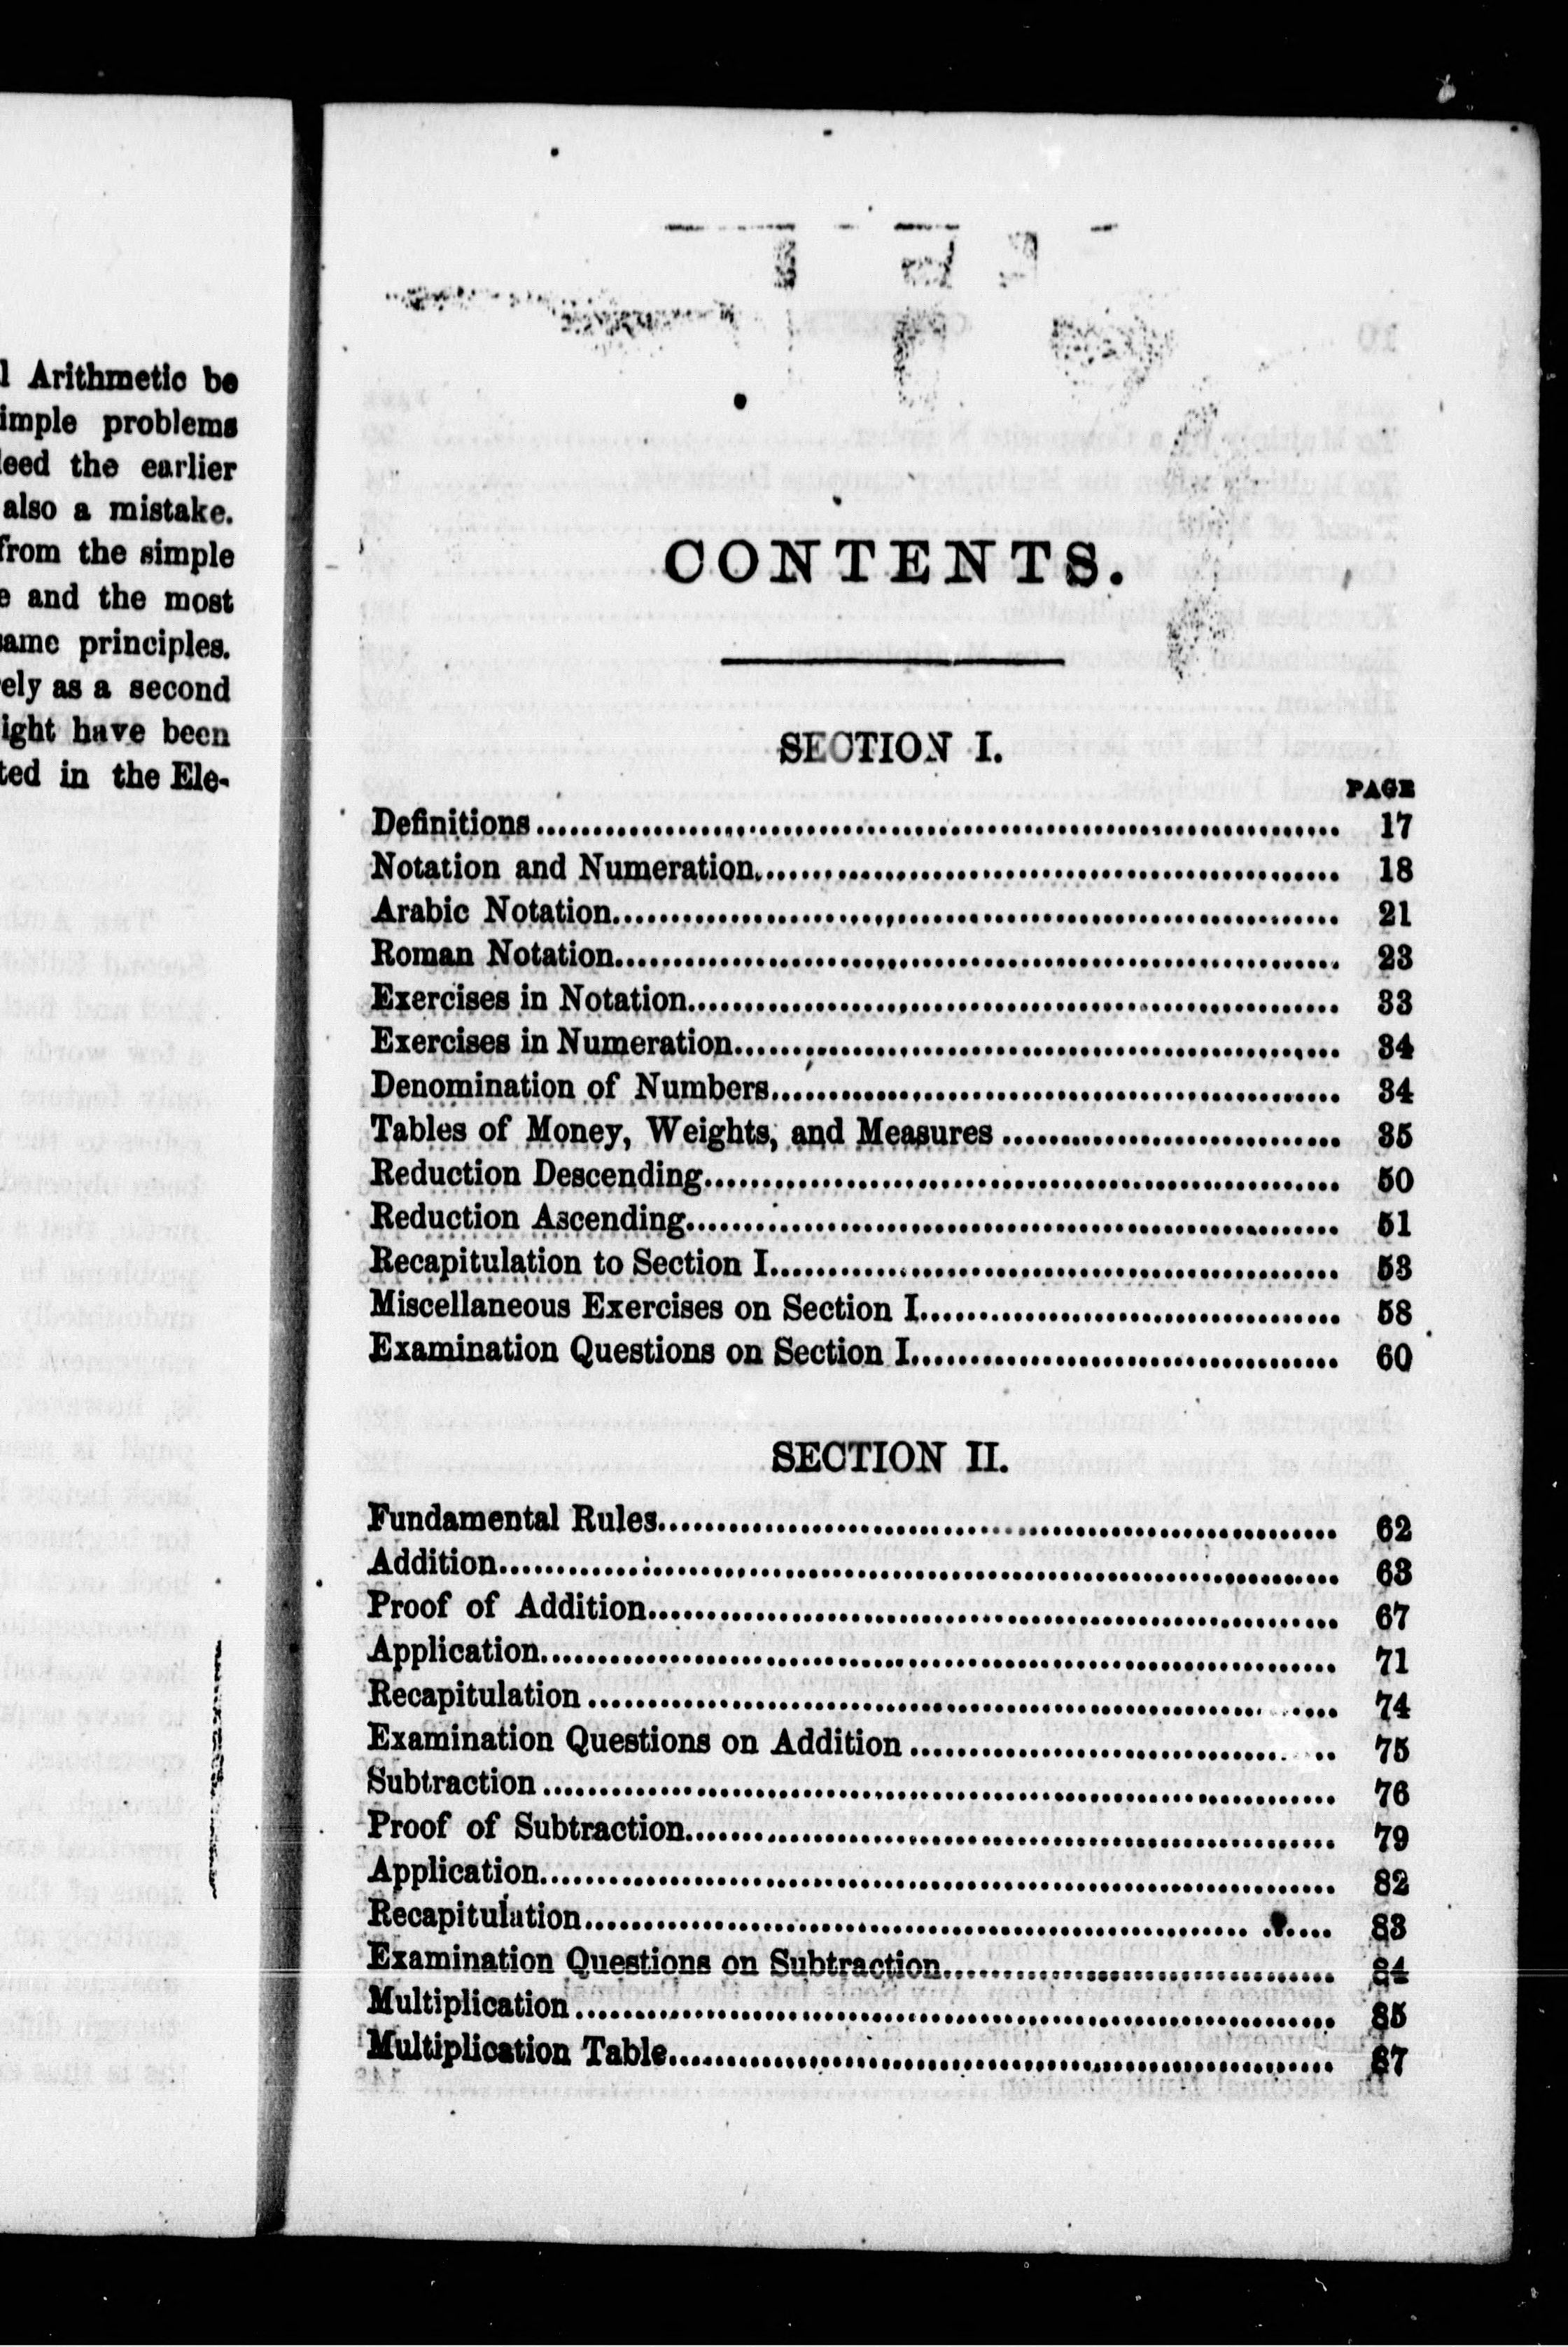 l Arithmetic be
imple problems
leed the earlier
also a mistake.
from the simple
e and the most
same principles.
ely as a second
ight have been
ted in the Ele-
CONTENTS.
SECTION I.
PAGE
Definitions........................................ 17
Notation and Numeration........................................ 18
Arabic Notation........................................ 21
Roman Notation........................................ 23
Exercises in Notation........................................ 33
Exercises in Numeration........................................ 34
Denomination of Numbers........................................ 34
Tables of Money, Weights, and Measures ........................................ 35
Reduction Descending........................................ 50
Reduction Ascending........................................ 51
Recapitulation to Section I........................................ 53
Miscellaneous Exercises on Section I........................................ 58
Examination Questions on Section I........................................ 60
SECTION II.
Fundamental Rules........................................ 62
Addition........................................ 63
Proof of Addition........................................ 67
Application........................................ 71
Recapitulation ........................................ 74
Examination Questions on Addition ........................................ 75
Subtraction ........................................ 76
Proof of Subtraction........................................ 79
Application........................................ 82
Recapitulation........................................ 83
Examination Questions on Subtraction........................................ 84
Multiplication ........................................ 85
Multiplication Table........................................ 87